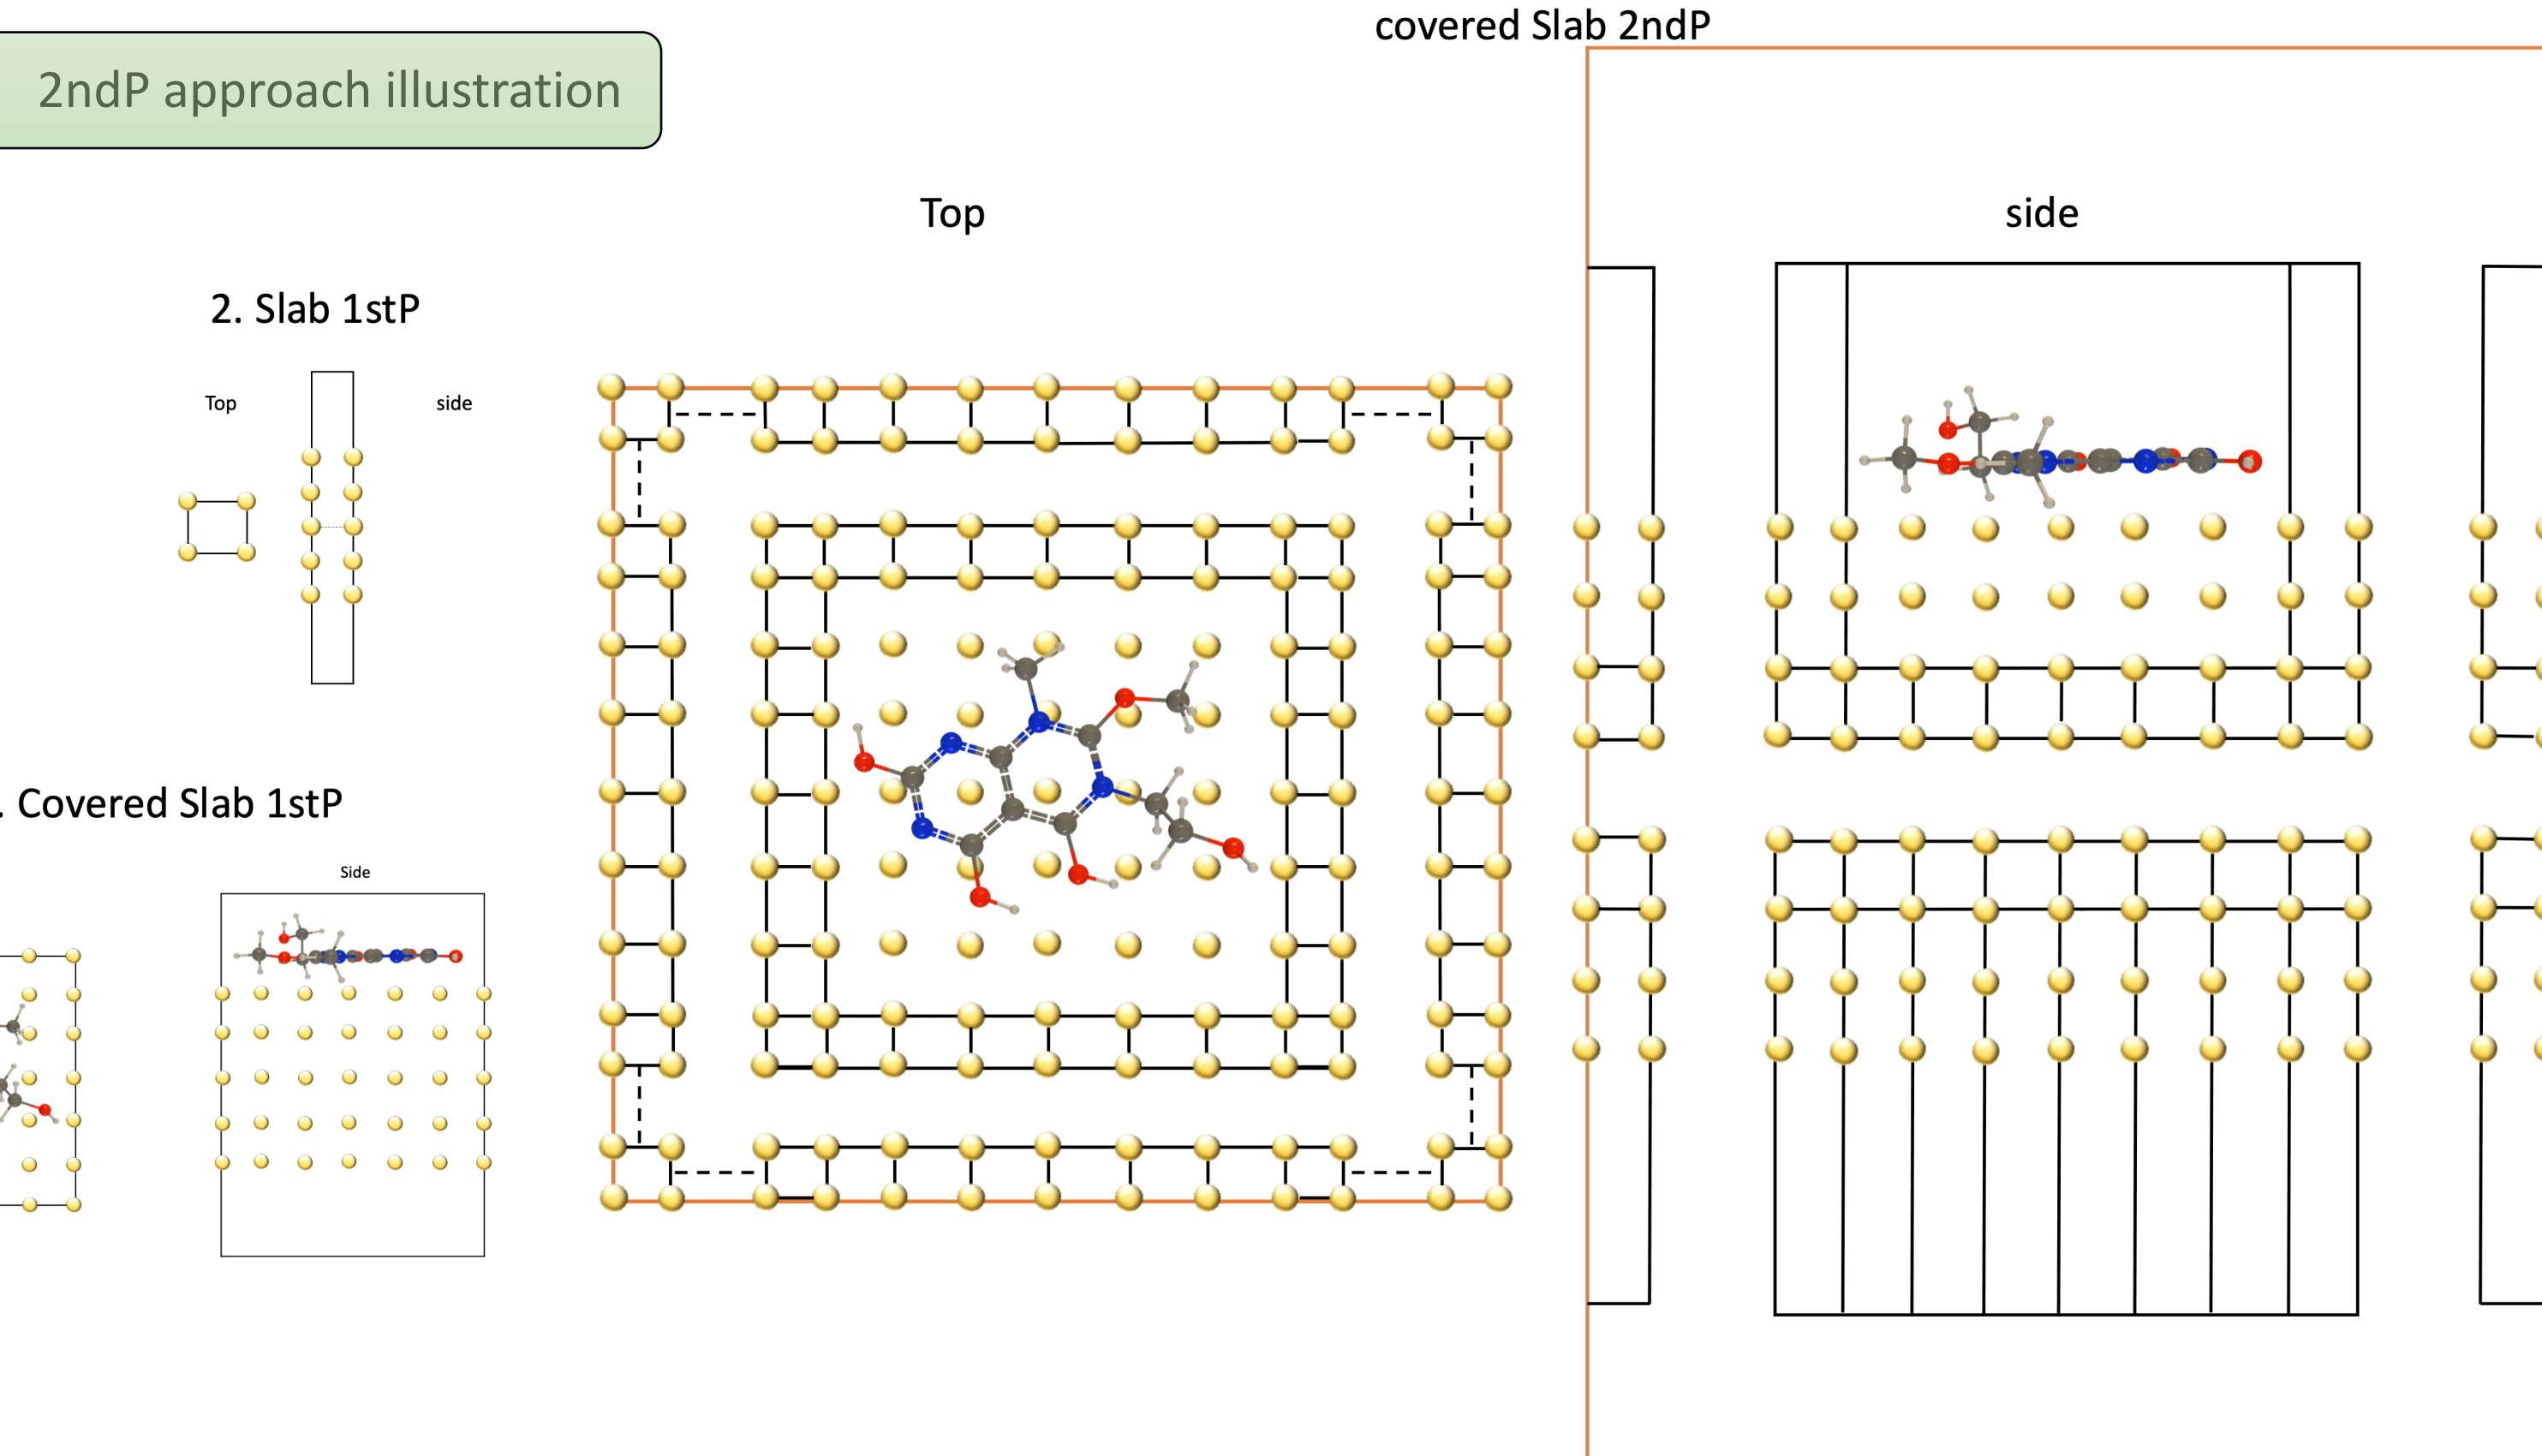 covered Slab 2ndP
2ndP approach illustration
Top
side
2. Slab 1stP
Top
side
. Covered Slab 1stP
Side